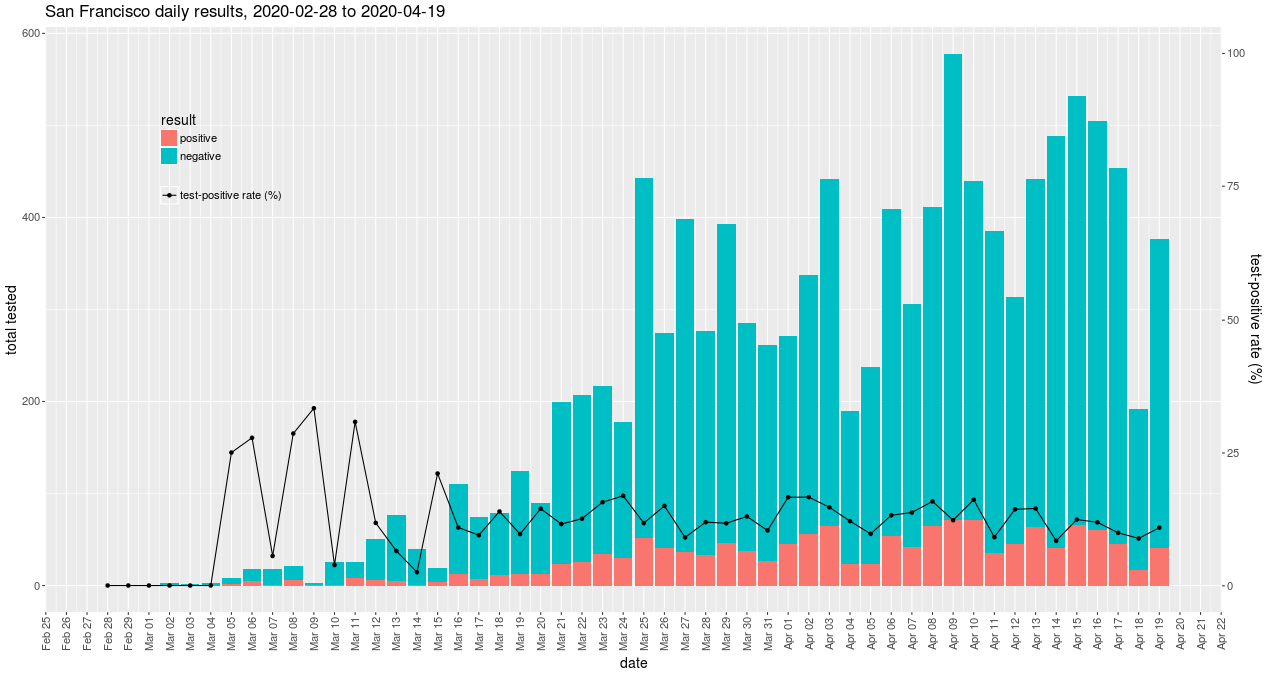 San Francisco daily results, 2020-02-28 to 2020-04-19
600
400
200
0
total tested
result
positive
negative
test-positive rate (%)
100
75
50
25
0
test-positive rate (%)
Feb 25
Feb 26
Feb 27
Feb 28
Feb 29
Mar 01
Mar 02
Mar 03
Mar 04
Mar 05
Mar 06
Mar 07
Mar 08
Mar 09
Mar 10
Mar 11
Mar 12
Mar 13
Mar 14
Mar 15
Mar 16
Mar 17
Mar 18
Mar 19
Mar 20
Mar 21
Mar 22
Mar 23
Mar 24
Mar 25
Mar 26
Mar 27
Mar 28
Mar 29
Mar 30
Mar 31
Apr 01
Apr 02
Apr 03
Apr 04
Apr 05
Apr 06
Apr 07
Apr 08
Apr 09
Apr 10
Apr 11
Apr 12
Apr 13
Apr 14
Apr 15
Apr 16
Apr 17
Apr 18
Apr 19
Apr 20
Apr 21
Apr 22
date